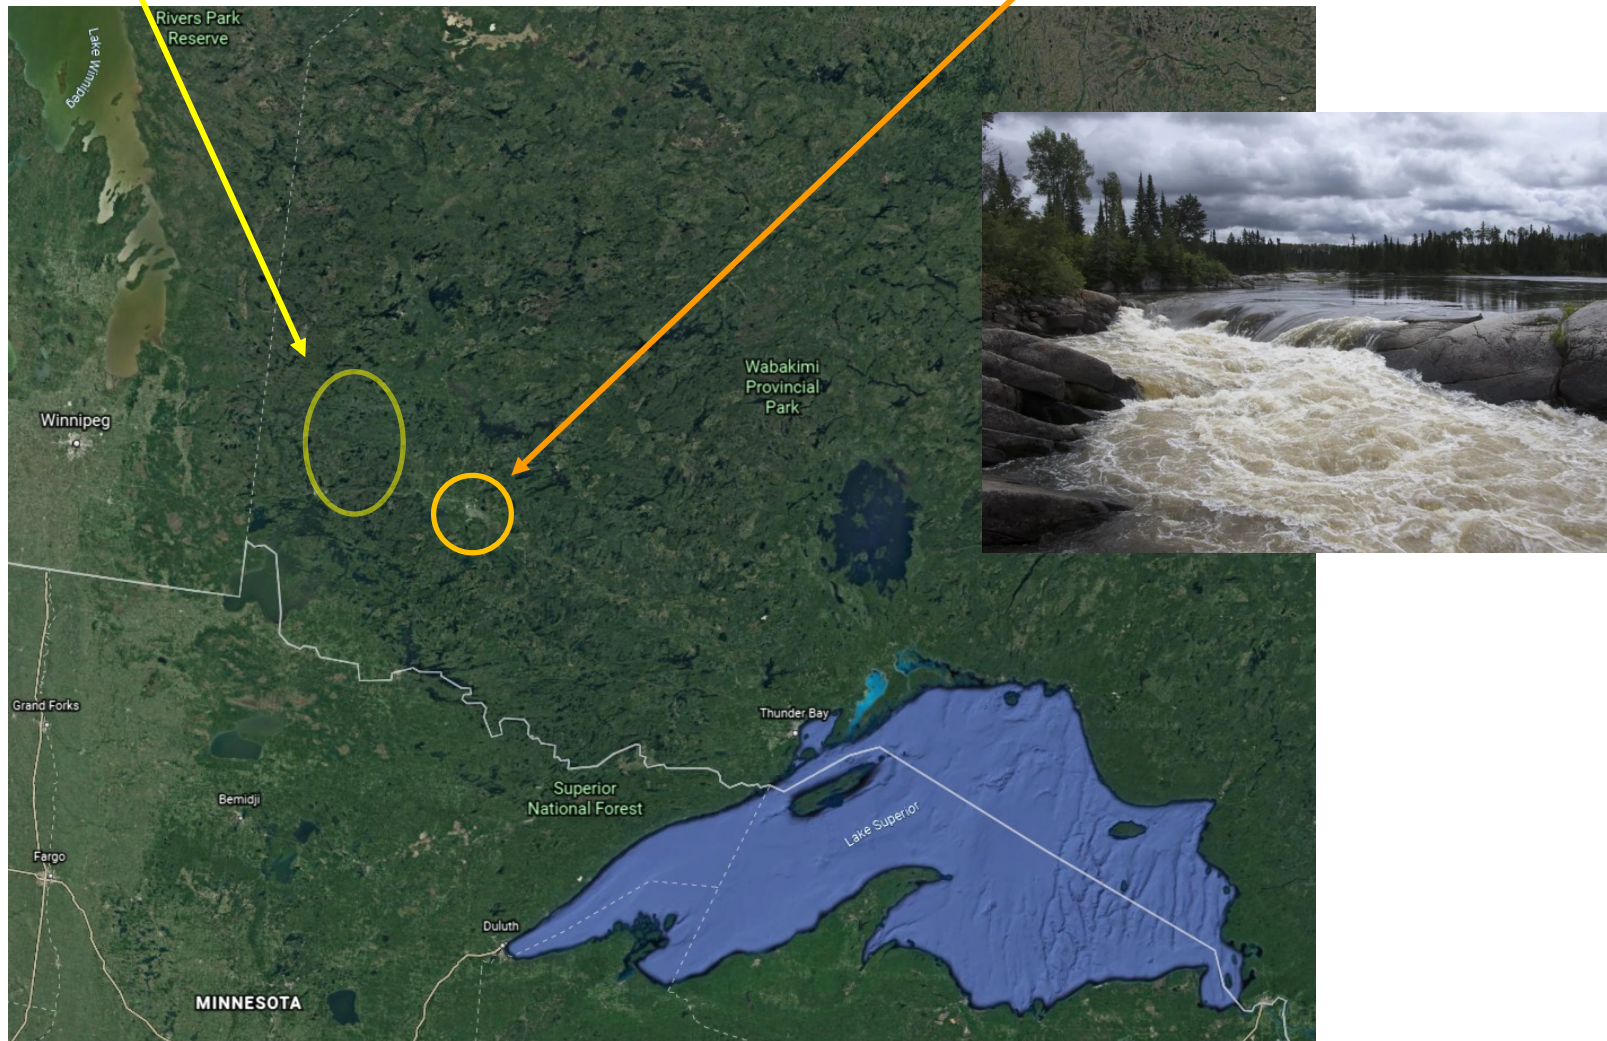 Rivers Park
Reserve
Lake Winnipeg
Wabakimi
Provincial
Park
Winnipeg
Grand Forks
Thunder Bay
Superior
National Forest
Bemidji
Lake Superior
Fargo
Duluth
MINNESOTA